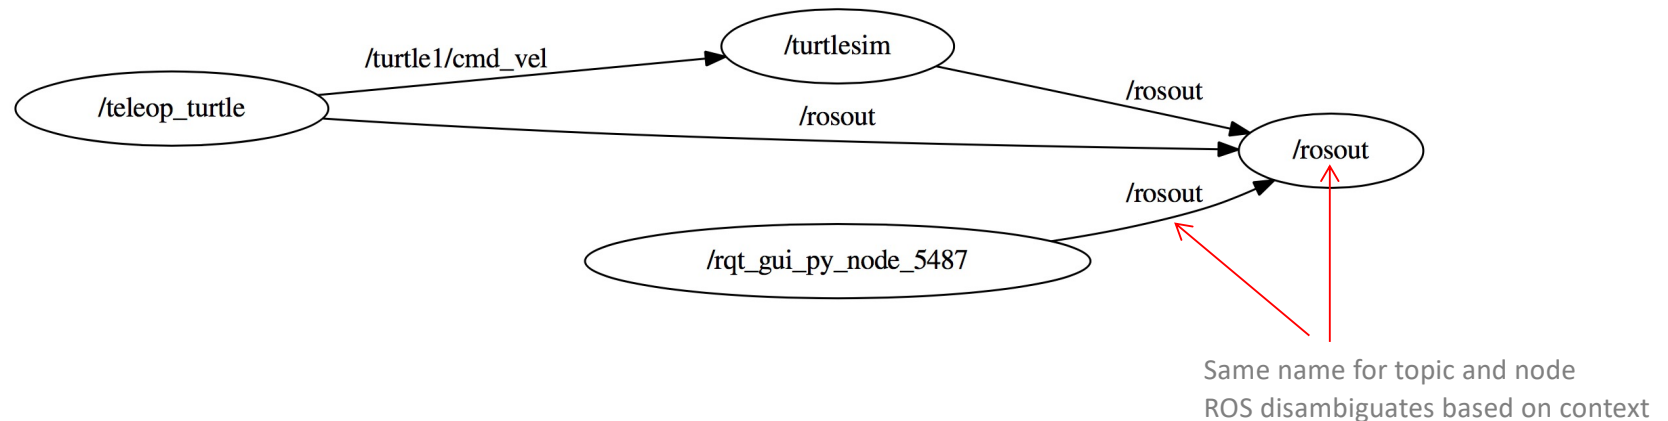 /turtlesim
/turtle1/cmd_vel
/teleop_turtle
/rosout
/rosout
/rosout
/rosout
/rqt_gui_py_node_5487
Same name for topic and node
ROS disambiguates based on context